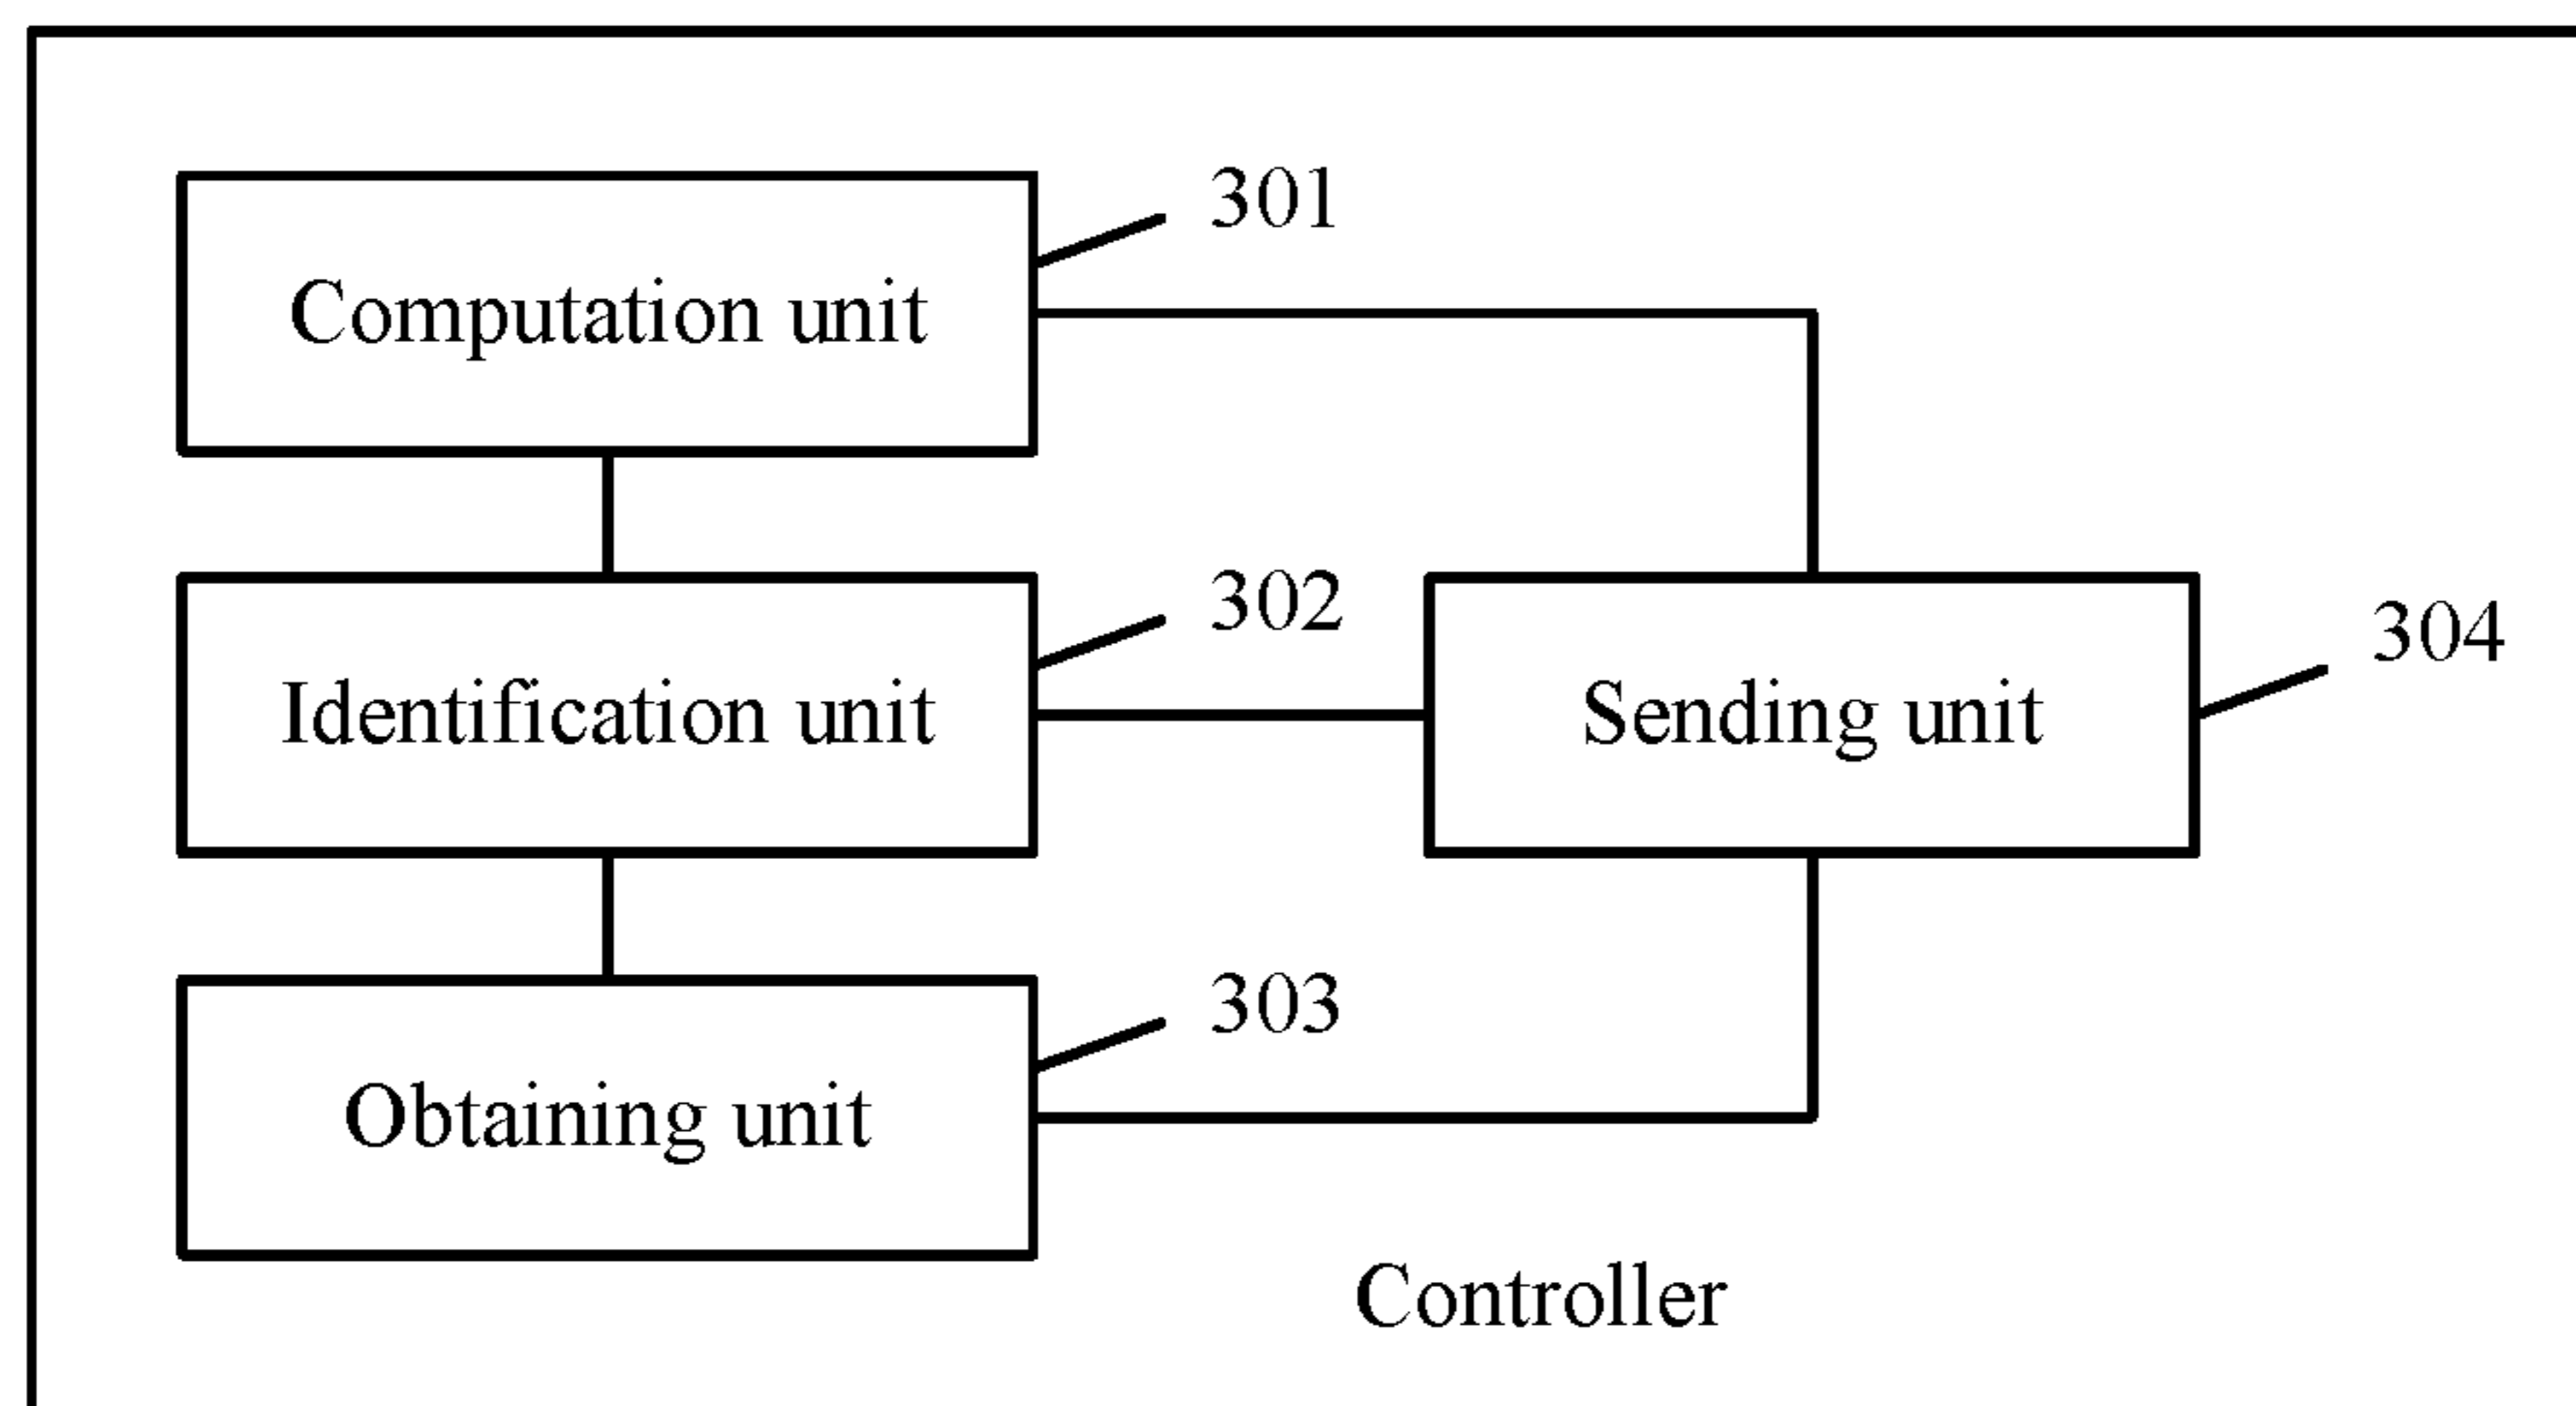 301
Computation unit
302
304
Identification unit
Sending unit
303
Obtaining unit
Controller